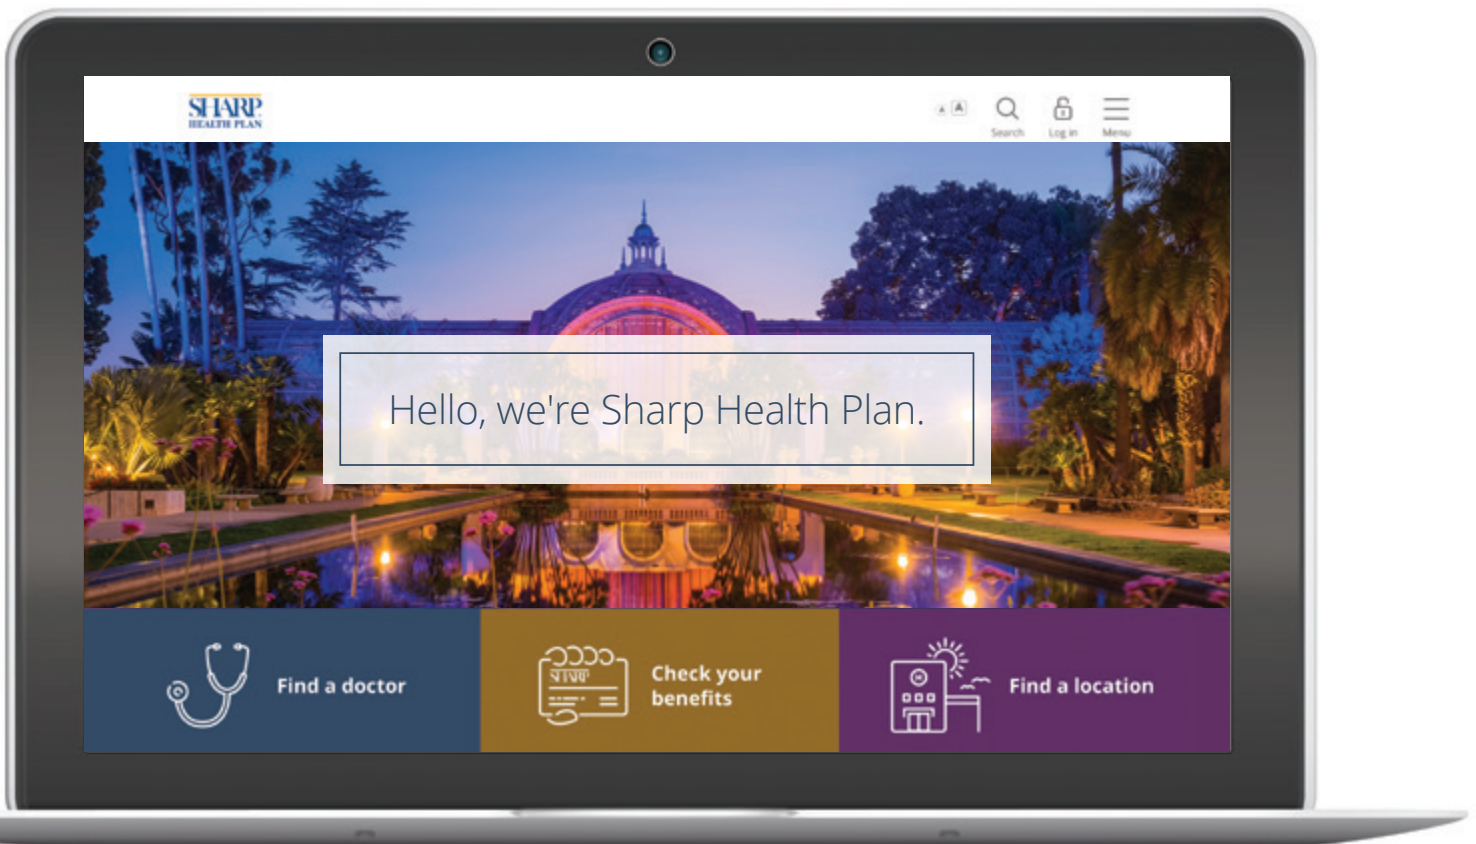 SHARP
HEALTH PLAN
A A
Search Log in Menu
Hello, we're Sharp Health Plan.
Find a doctor
SHARP
Check your
benefits
Find a location